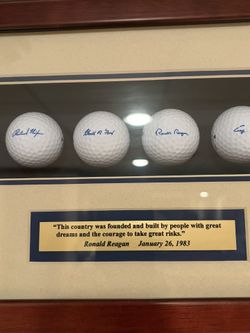 "This country was founded and built by people with great
dreams and the courage to take great risks."
Ronald Reagan January 26, 1983